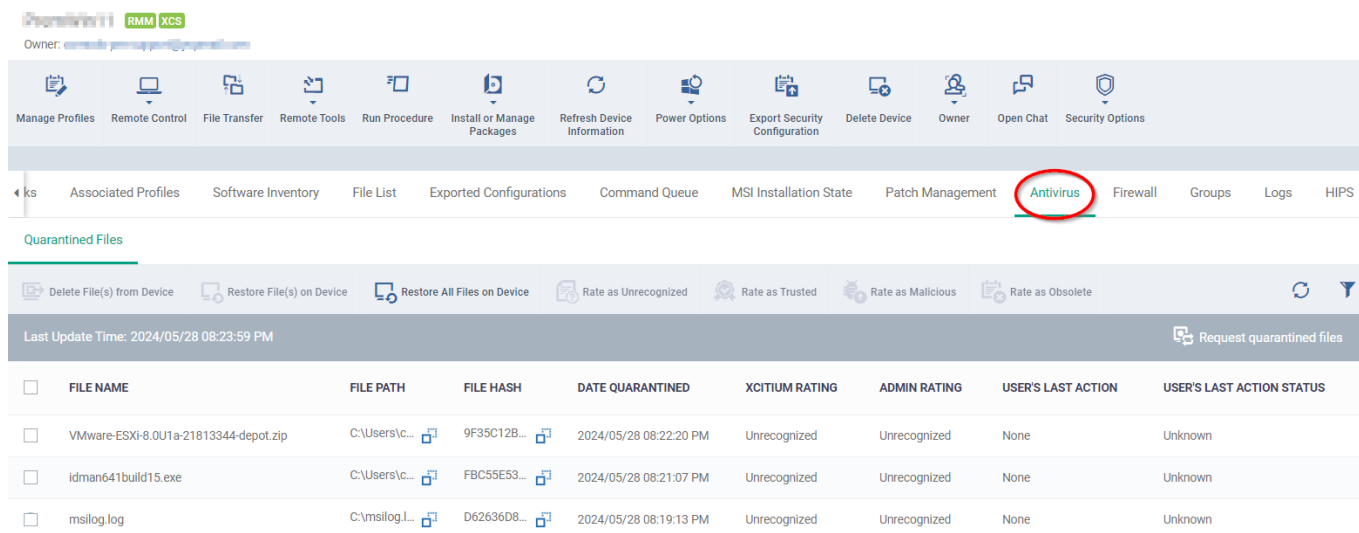 RMM XCS
Owner:
Manage Profiles Remote Control File Transfer Remote Tools Run Procedure Install or Manage Packages Refresh Device Information Power Options Export Security Configuration Delete Device Owner Open Chat Security Options
ks Associated Profiles Software Inventory File List Exported Configurations Command Queue MSI Installation State Patch Management Antivirus Firewall Groups Logs HIPS
Quarantined Files
Delete File(s) from Device Restore File(s) on Device Restore All Files on Device Rate as Unrecognized Rate as Trusted Rate as Malicious Rate as Obsolete
Last Update Time: 2024/05/28 08:23:59 PM Request quarantined files
FILE NAME FILE PATH FILE HASH DATE QUARANTINED XCITIUM RATING ADMIN RATING USER'S LAST ACTION USER'S LAST ACTION STATUS
VMware-ESXi-8.0U1a-21813344-depot.zip C:\Users\c... 9F35C12B... 2024/05/28 08:22:20 PM Unrecognized Unrecognized None Unknown
idman641build15.exe C:\Users\c... FBC55E53... 2024/05/28 08:21:07 PM Unrecognized Unrecognized None Unknown
msilog.log C:\msilog.l... D62636D8... 2024/05/28 08:19:13 PM Unrecognized Unrecognized None Unknown